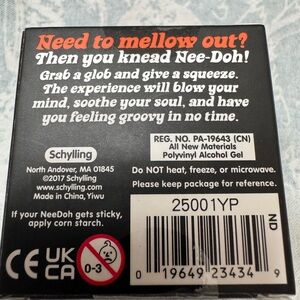 Need to mellow out?
Then you knead Nee-Doh!
Grab a glob and give a squeeze.
The experience will blow your
mind, soothe your soul, and have
you feeling groovy in no time.
Schylling
North Andover, MA 01845
©2017 Schylling
www.schylling.com
Made in China, Yiwu
REG. NO. PA-19643 (CN)
All New Materials
Polyvinyl Alcohol Gel
Do NOT heat, freeze, or microwave.
Please keep package for reference.
If your NeeDoh gets sticky,
apply corn starch.
CE UK CA 0-3
25001YP
ND
0 19649 23434 9